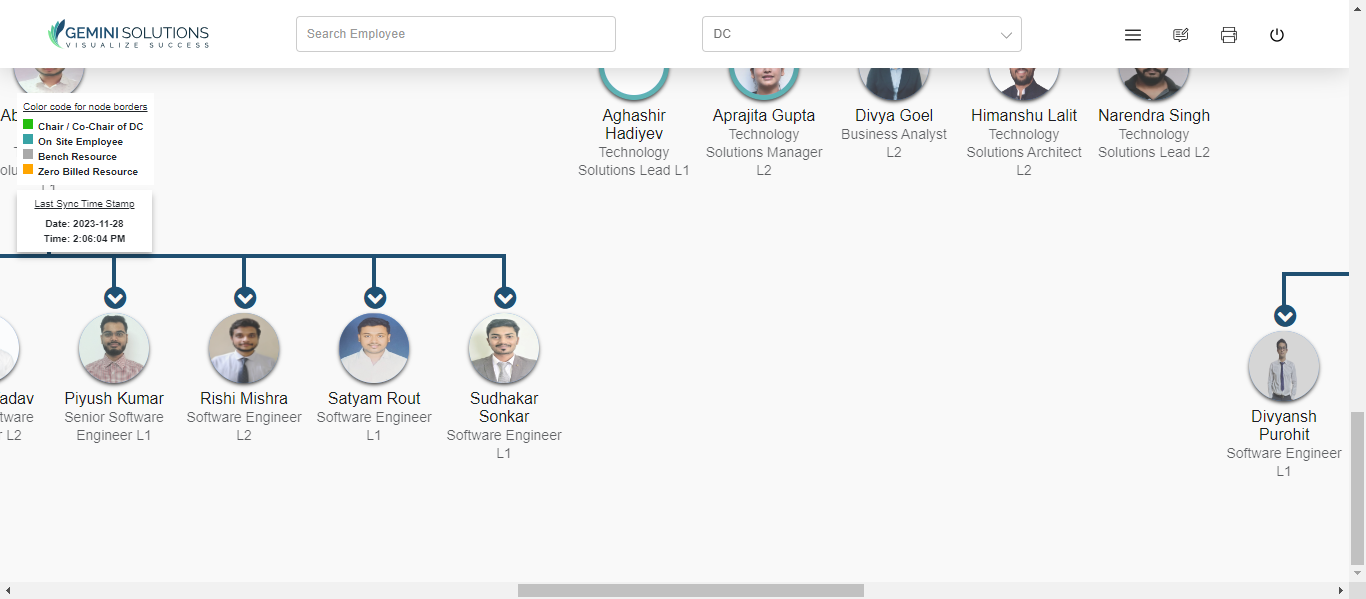 GEMINI SOLUTIONS
VISUALIZE SUCCESS
Search Employee
DC
Color code for node borders
Chair / Co-Chair of DC
On Site Employee
Bench Resource
Zero Billed Resource
L1
Last Sync Time Stamp
Date: 2023-11-28
Time: 2:06:04 PM
Aghashir
Hadiyev
Technology
Solutions Lead L1
Aprajita Gupta
Technology
Solutions Manager
L2
Divya Goel
Business Analyst
L2
Himanshu Lalit
Technology
Solutions Architect
L2
Narendra Singh
Technology
Solutions Lead L2
adav
tware
L2
Piyush Kumar
Senior Software
Engineer L1
Rishi Mishra
Software Engineer
L2
Satyam Rout
Software Engineer
L1
Sudhakar
Sonkar
Software Engineer
L1
Divyansh
Purohit
Software Engineer
L1